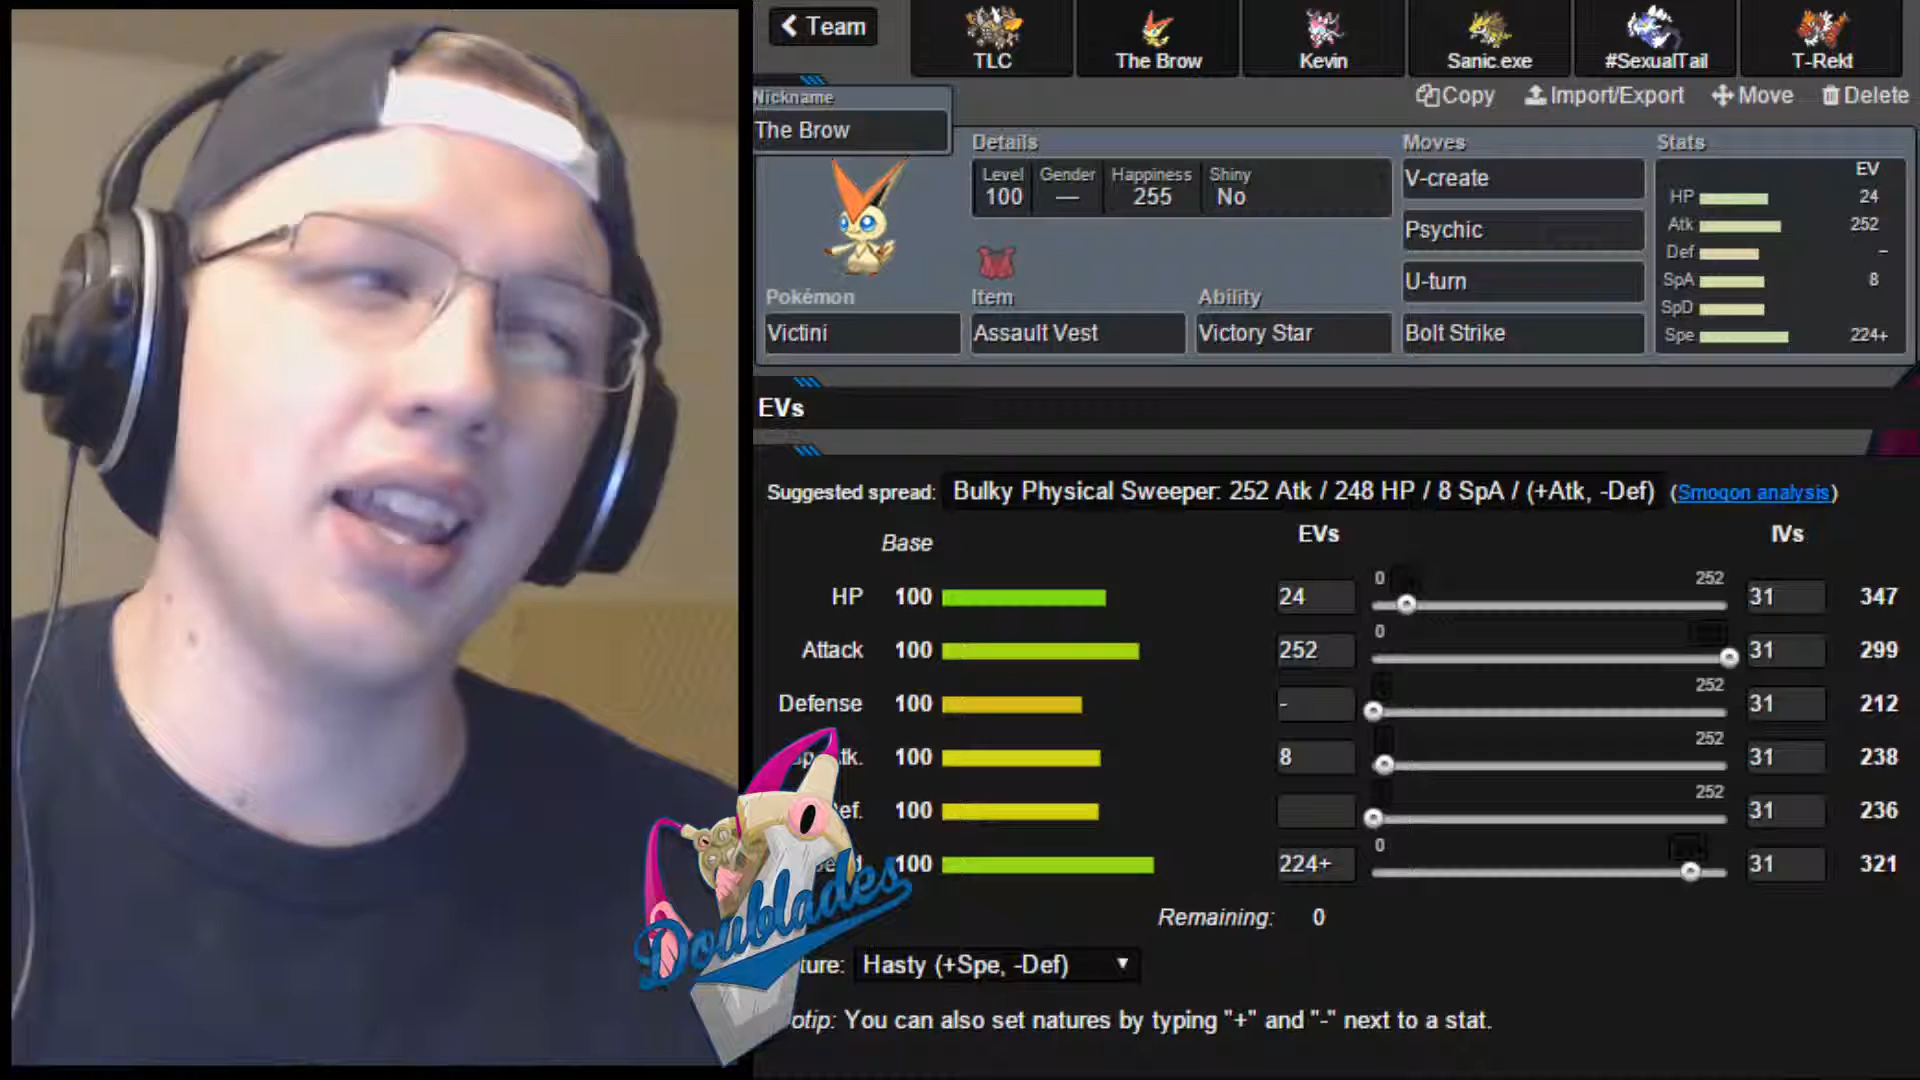 Team
TLC
The Brow
Kevin
Sanic.exe
#SexualTail
T-Rekt
Copy Import/Export Move Delete
Nickname
The Brow
Details
Level Gender Happiness Shiny
100 — 255 No
Pokémon
Victini
Item
Assault Vest
Ability
Victory Star
Moves
V-create
Psychic
U-turn
Bolt Strike
Stats
EV
HP 24
Atk 252
Def –
SpA 8
SpD
Spe 224+
EVs
Suggested spread: Bulky Physical Sweeper: 252 Atk / 248 HP / 8 SpA / (+Atk, -Def) (Smogon analysis)
Base EVs IVs
0 252
HP 100 24 31 347
0
Attack 100 252 31 299
252
Defense 100 - 31 212
252
tk. 100 8 31 238
252
ef. 100 31 236
0
100 224+ 31 321
Remaining: 0
ture: Hasty (+Spe, -Def)
otip: You can also set natures by typing "+" and "-" next to a stat.
Doublades